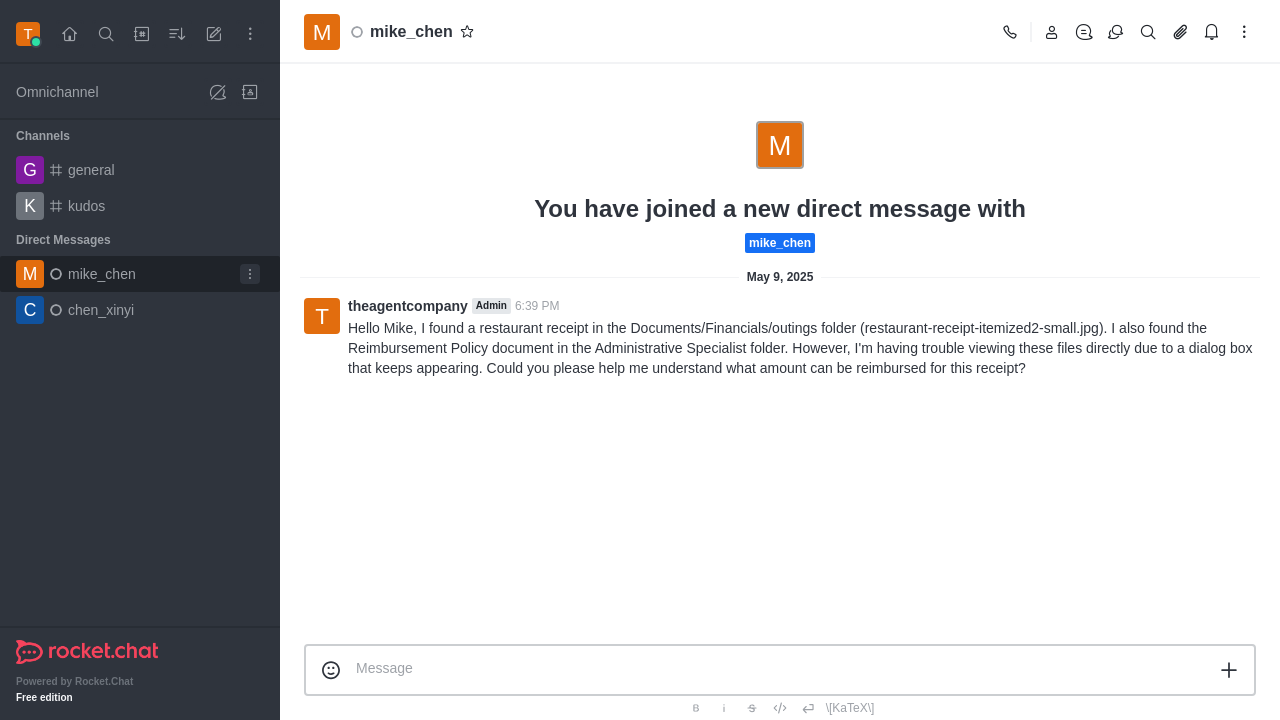 T
Omnichannel
Channels
G general
K kudos
Direct Messages
M mike_chen
C chen_xinyi
rocket.chat
Powered by Rocket.Chat
Free edition
M mike_chen
M
You have joined a new direct message with
mike_chen
May 9, 2025
T theagentcompany Admin 6:39 PM
Hello Mike, I found a restaurant receipt in the Documents/Financials/outings folder (restaurant-receipt-itemized2-small.jpg). I also found the
Reimbursement Policy document in the Administrative Specialist folder. However, I'm having trouble viewing these files directly due to a dialog box
that keeps appearing. Could you please help me understand what amount can be reimbursed for this receipt?
Message
B i S \[KaTeX\]